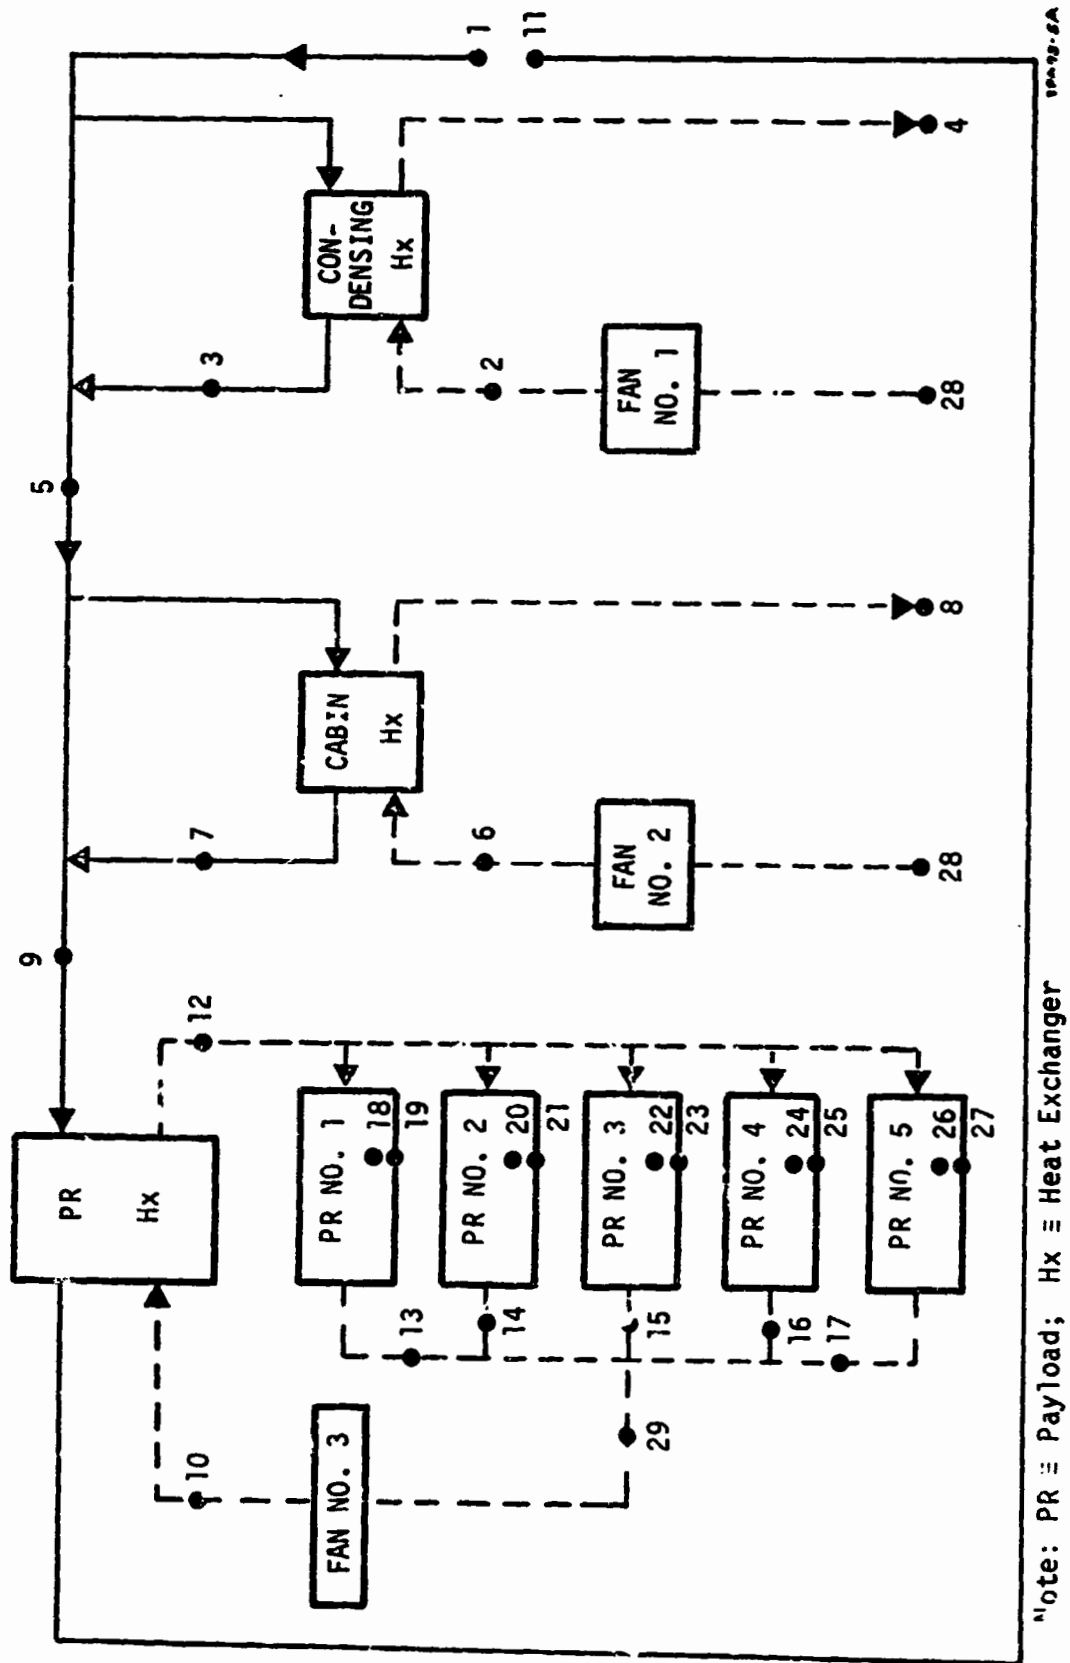 1
11
5
3
CON-
DENSING
Hx
4
2
FAN
NO. 1
28
9
7
CABIN
Hx
8
6
FAN
NO. 2
28
PR
Hx
12
PR NO. 1
18
19
PR NO. 2
20
21
PR NO. 3
22
23
PR NO. 4
24
25
PR NO. 5
26
27
13
14
15
16
17
10
FAN NO. 3
29
Note: PR ≡ Payload; Hx ≡ Heat Exchanger